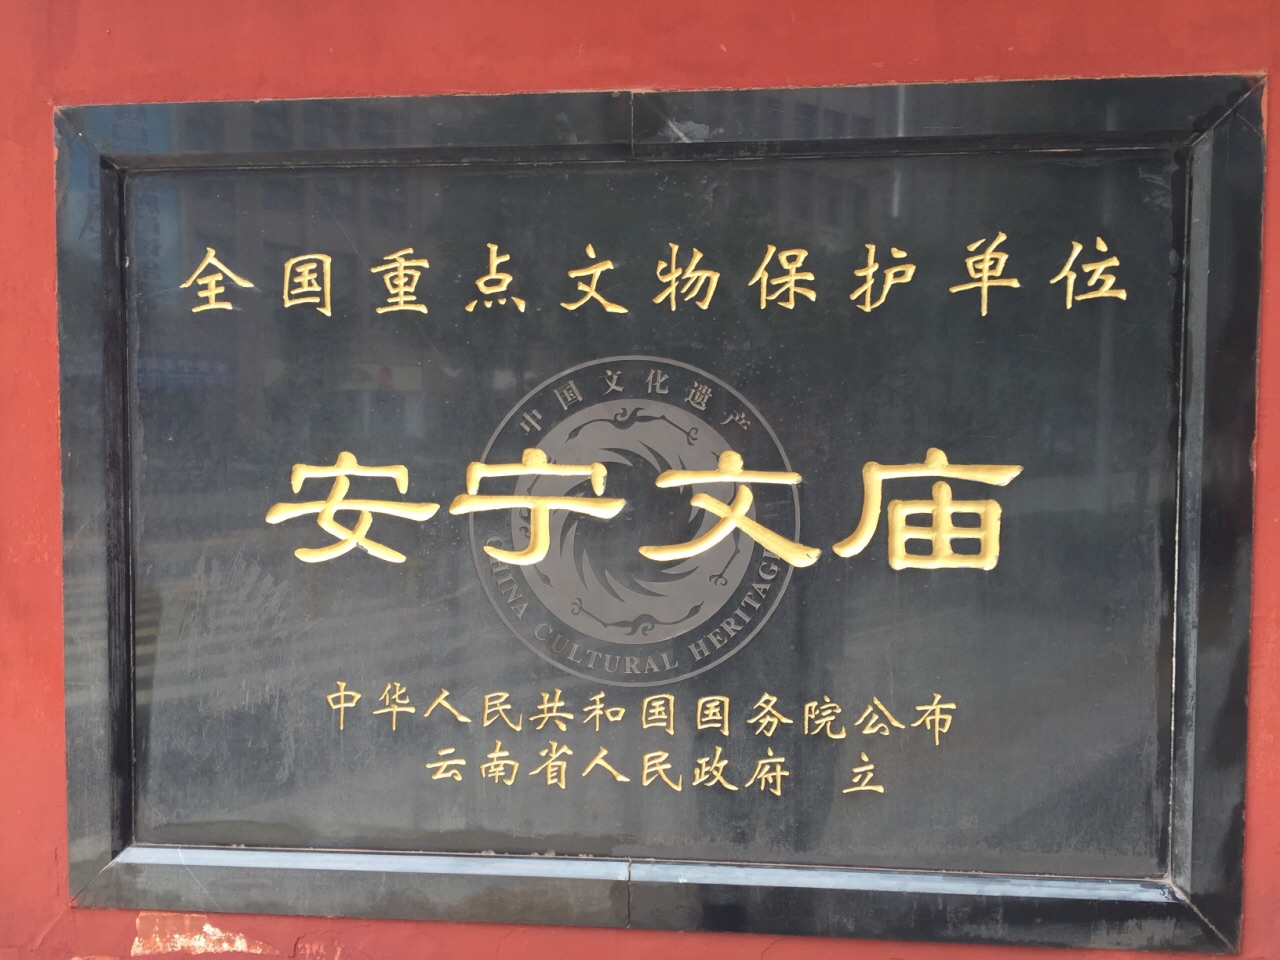 全国重点文物保护单位
中国文化遗产
安宁文庙
CHINA CULTURAL HERITAGE
中华人民共和国国务院公布
云南省人民政府 立